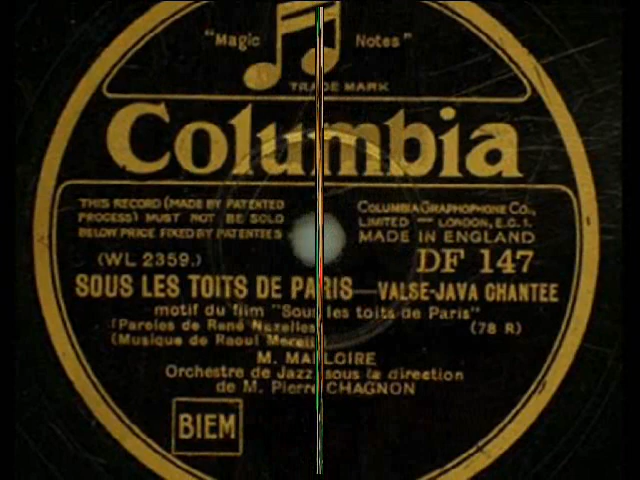 "Magic Notes"
TRADE MARK
Columbia
THIS RECORD (MADE BY PATENTED
PROCESS) MUST NOT BE SOLD
BELOW PRICE FIXED BY PATENTEES
COLUMBIA GRAPHOPHONE CO.,
LIMITED — LONDON, E.C.1.
MADE IN ENGLAND
(WL 2359.)
DF 147
SOUS LES TOITS DE PARIS—VALSE-JAVA CHANTEE
motif du film "Sous les toits de Paris"
(Paroles de René Nazelles
(78 R)
(Musique de Raoul
M.
Orchestre de Jazz sous la direction
de M. Pierre CHAGNON
BIEM